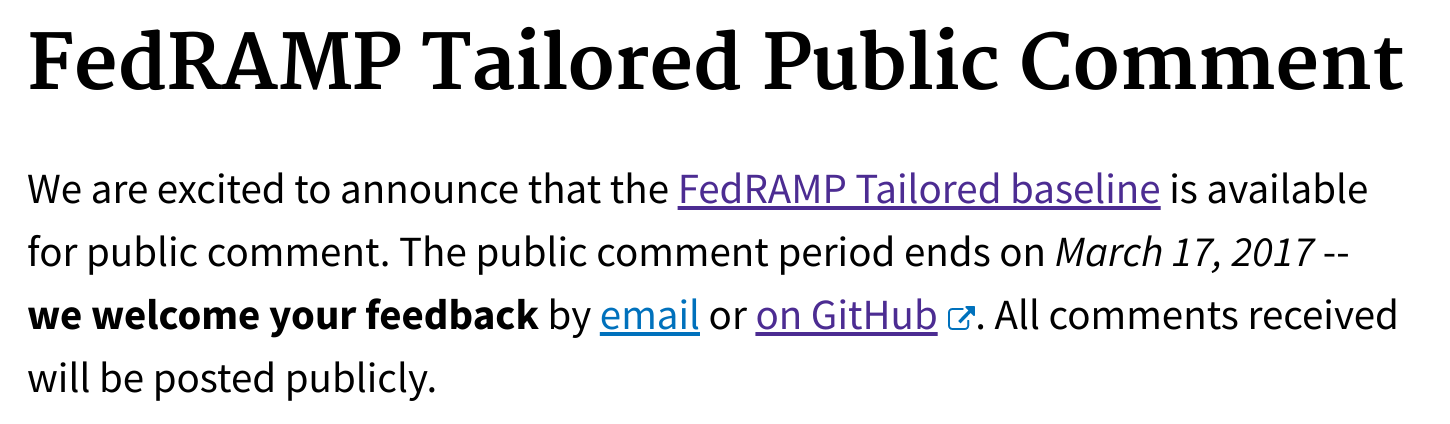 FedRAMP Tailored Public Comment
We are excited to announce that the FedRAMP Tailored baseline is available
for public comment. The public comment period ends on March 17, 2017 --
we welcome your feedback by email or on GitHub. All comments received
will be posted publicly.